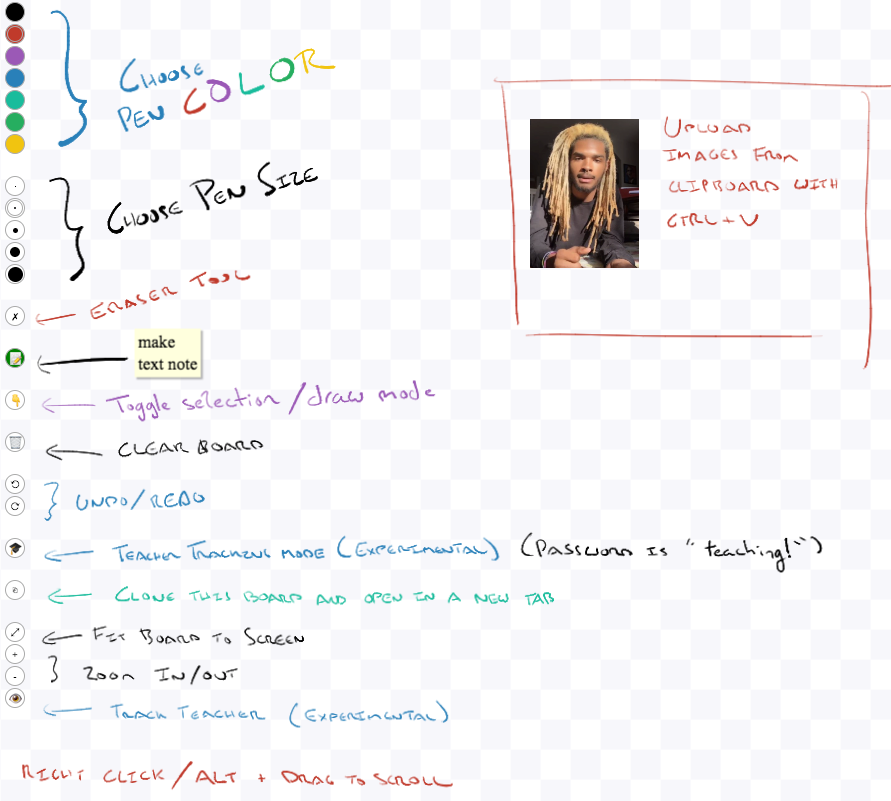 CHOOSE
PEN COLOR
CHOOSE PEN SIZE
UPLOAD
IMAGES FROM
CLIPBOARD WITH
CTRL + V
ERASER TOOL
make
text note
Toggle selection / draw mode
CLEAR BOARD
UNDO/REDO
TEACHER TRACKING MODE (EXPERIMENTAL) (PASSWORD IS "teaching!")
CLONE THIS BOARD AND OPEN IN A NEW TAB
FIT BOARD TO SCREEN
ZOOM IN/OUT
TRACK TEACHER (EXPERIMENTAL)
RIGHT CLICK / ALT + DRAG TO SCROLL